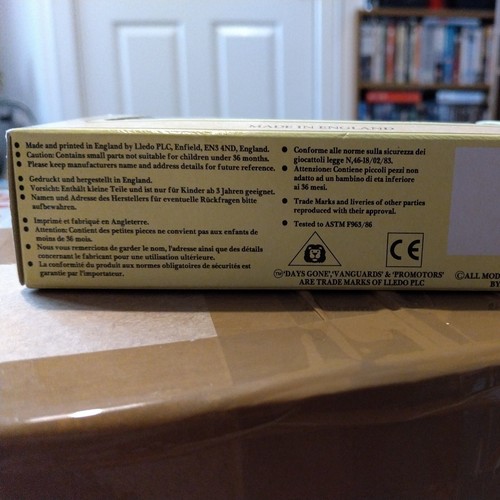 MADE IN ENGLAND
● Made and printed in England by Lledo PLC, Enfield, EN3 4ND, England.
● Caution: Contains small parts not suitable for children under 36 months.
● Please keep manufacturers name and address details for future reference.
● Gedruckt und hergestellt in England.
● Vorsicht: Enthält kleine Teile und ist nur für Kinder ab 3 Jahren geeignet.
● Namen und Adresse des Herstellers für eventuelle Rückfragen bitte
aufbewahren.
● Imprimé et fabriqué en Angleterre.
● Attention: Contient des petites pieces ne convient pas aux enfants de
moins de 36 mois.
● Nous vous remercirons de garder le nom, l'adresse ainsi que des détails
concernant le fabricant pour une utilisation ultérieure.
● La conformité du produit aux normes obligatoires de sécurités est
garantie par l'importateur.
● Conforme alle norme sulla sicurezza dei
giocattoli legge N,46-18/02/83.
● Attenzione: Contiene piccoli pezzi non
adatto ad un bambino di eta inferiore
ai 36 mesi.
● Trade Marks and liveries of other parties
reproduced with their approval.
● Tested to ASTM F963/86
CE
™'DAYS GONE', 'VANGUARDS' & 'PROMOTORS'
ARE TRADE MARKS OF LLEDO PLC
©ALL MOD
BY